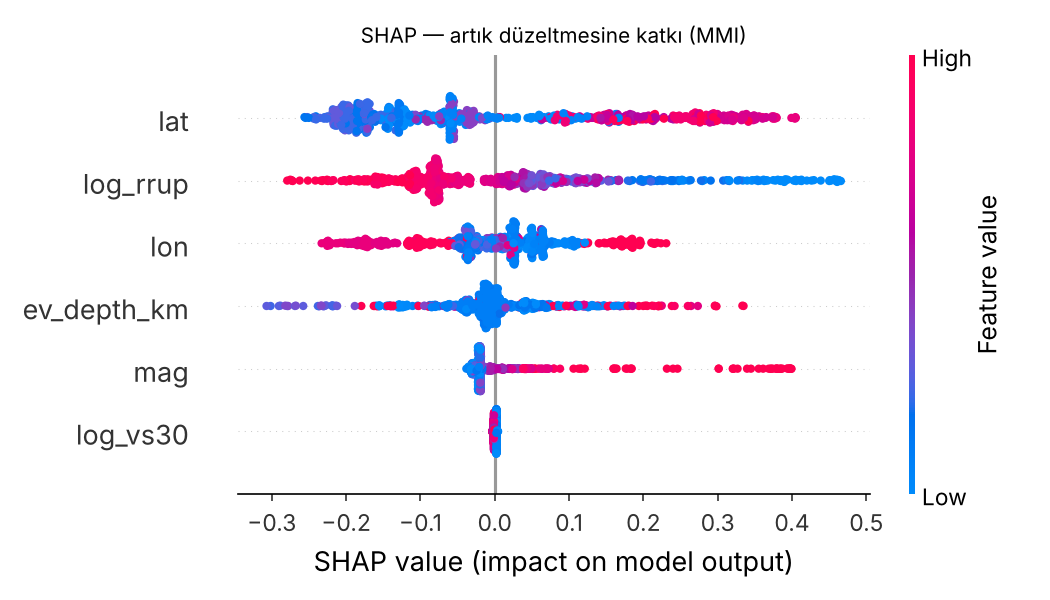 SHAP — artık düzeltmesine katkı (MMI)
High
lat
log_rrup
lon
ev_depth_km
mag
log_vs30
Feature value
Low
−0.3 −0.2 −0.1 0.0 0.1 0.2 0.3 0.4 0.5
SHAP value (impact on model output)